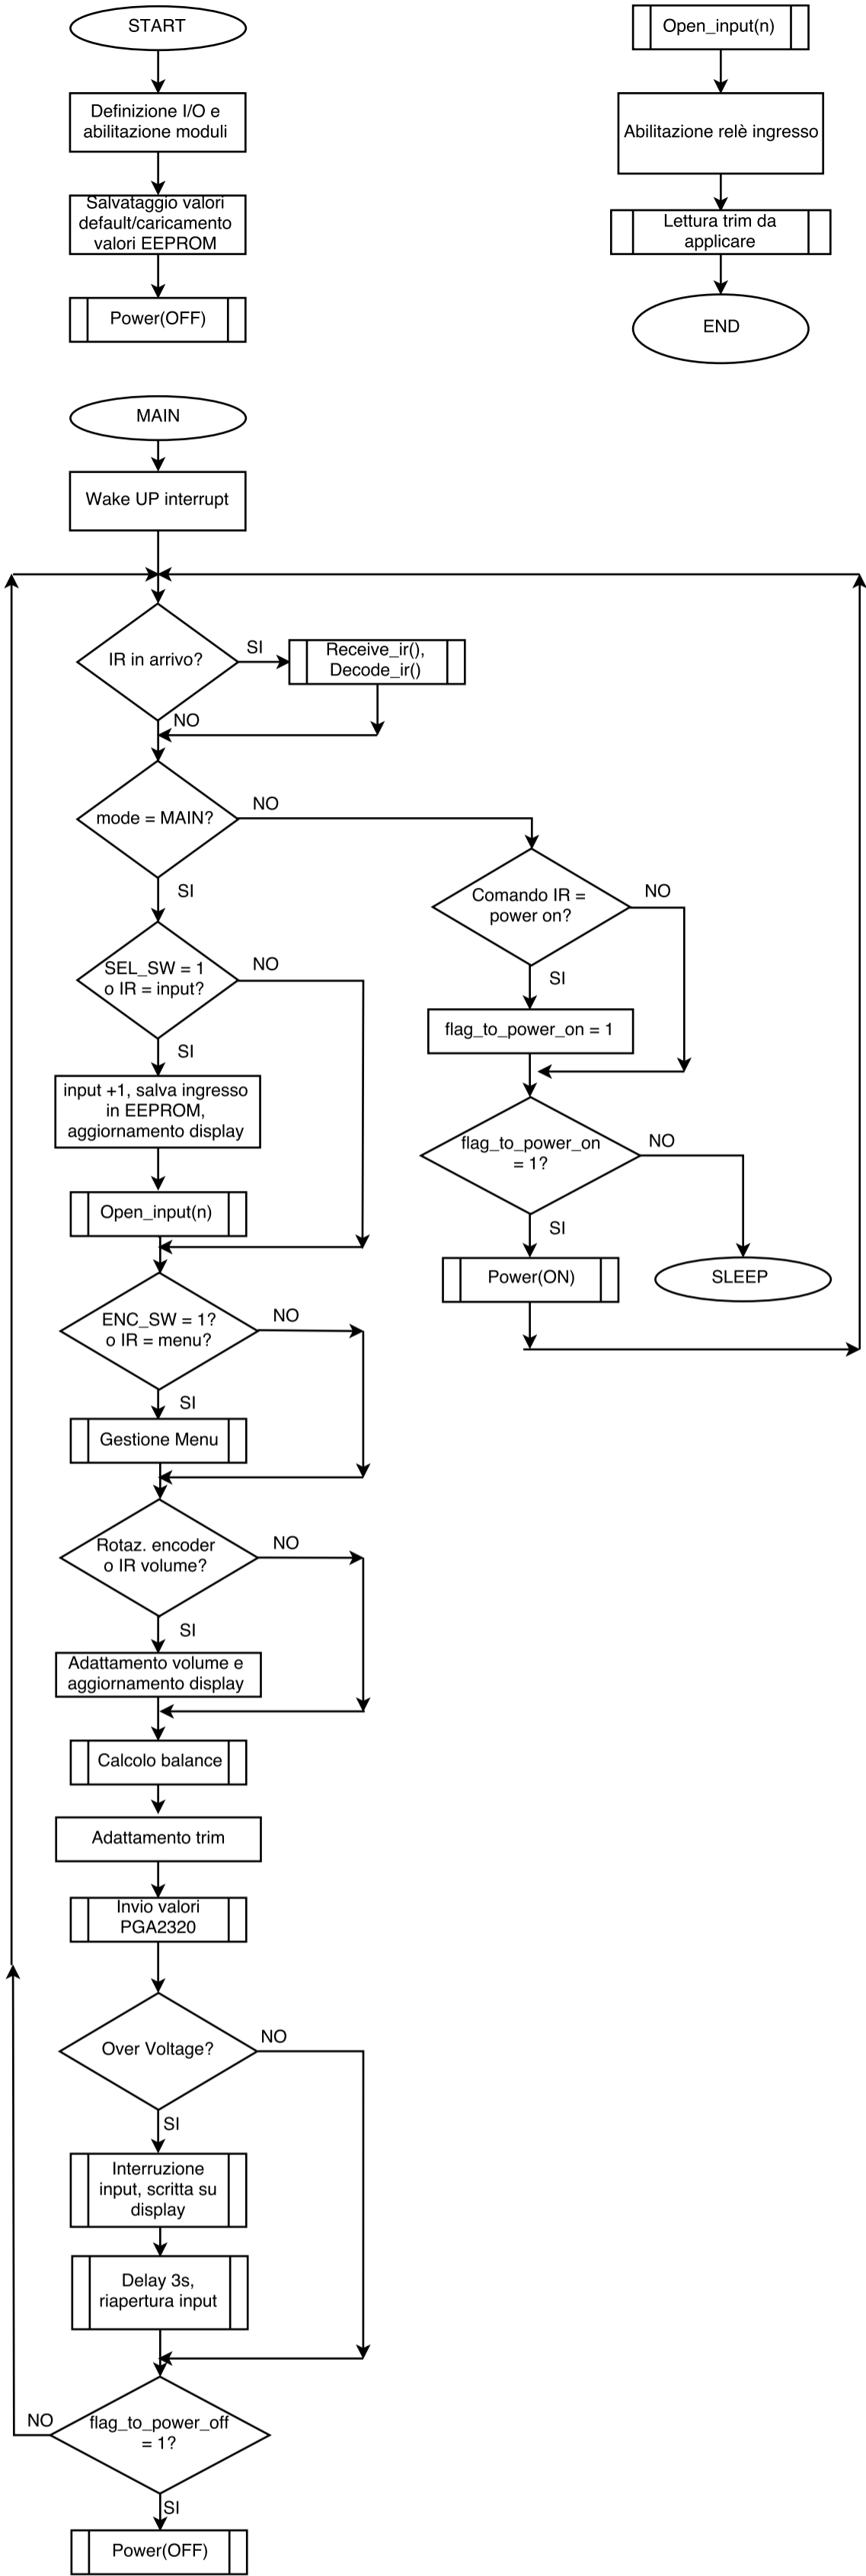 START
Definizione I/O e
abilitazione moduli
Salvataggio valori
default/caricamento
valori EEPROM
Power(OFF)
Open_input(n)
Abilitazione relè ingresso
Lettura trim da
applicare
END
MAIN
Wake UP interrupt
IR in arrivo?
SI
Receive_ir(),
Decode_ir()
NO
mode = MAIN?
NO
SI
Comando IR =
power on?
NO
SI
flag_to_power_on = 1
flag_to_power_on
= 1?
NO
SI
Power(ON)
SLEEP
SEL_SW = 1
o IR = input?
NO
SI
input +1, salva ingresso
in EEPROM,
aggiornamento display
Open_input(n)
ENC_SW = 1?
o IR = menu?
NO
SI
Gestione Menu
Rotaz. encoder
o IR volume?
NO
SI
Adattamento volume e
aggiornamento display
Calcolo balance
Adattamento trim
Invio valori
PGA2320
Over Voltage?
NO
SI
Interruzione
input, scritta su
display
Delay 3s,
riapertura input
flag_to_power_off
= 1?
NO
SI
Power(OFF)